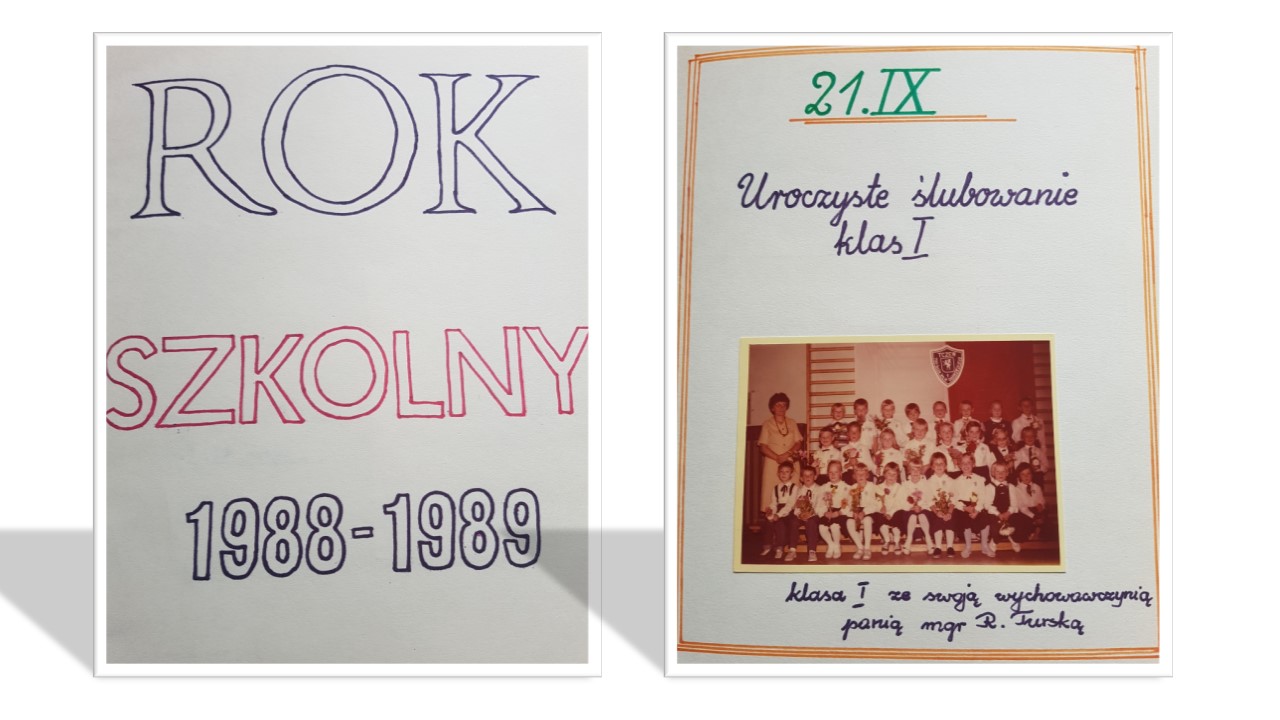 ROK
SZKOLNY
1988-1989
21.IX
Uroczyste ślubowanie
klas I
klasa I ze swoją wychowawczynią
panią mgr R. Turską